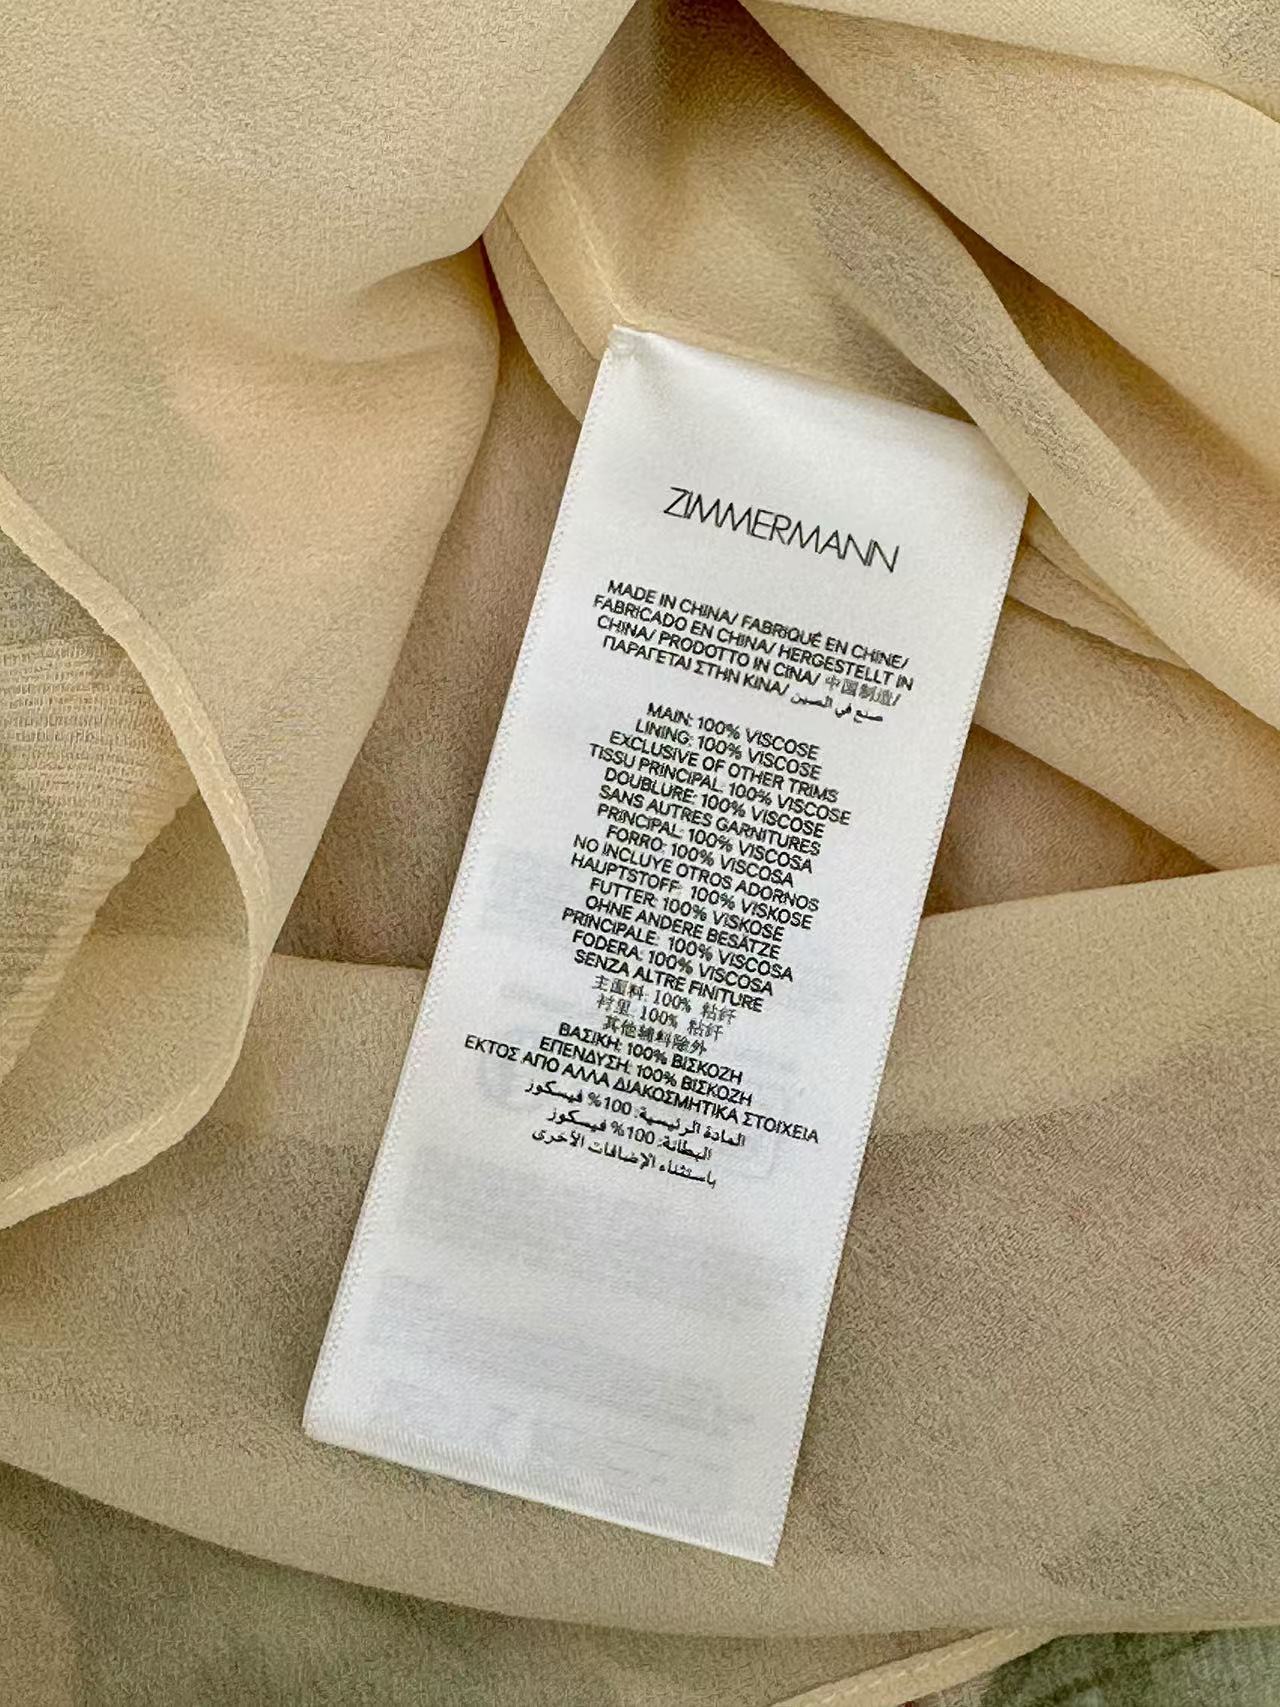 ZIMMERMANN
MADE IN CHINA/ FABRIQUÉ EN CHINE/
FABRICADO EN CHINA/ HERGESTELLT IN
CHINA/ PRODOTTO IN CINA/ 中国制造/
ΠΑΡΑΓΕΤΑΙ ΣΤΗΝ ΚΙΝΑ/ صنع في الصين
MAIN: 100% VISCOSE
LINING: 100% VISCOSE
EXCLUSIVE OF OTHER TRIMS
TISSU PRINCIPAL: 100% VISCOSE
DOUBLURE: 100% VISCOSE
SANS AUTRES GARNITURES
PRINCIPAL: 100% VISCOSA
FORRO: 100% VISCOSA
NO INCLUYE OTROS ADORNOS
HAUPTSTOFF: 100% VISKOSE
FUTTER: 100% VISKOSE
OHNE ANDERE BESÄTZE
PRINCIPALE: 100% VISCOSA
FODERA: 100% VISCOSA
SENZA ALTRE FINITURE
主面料: 100% 粘纤
衬里: 100% 粘纤
其他辅料除外
ΒΑΣΙΚΗ: 100% ΒΙΣΚΟΖΗ
ΕΠΕΝΔΥΣΗ: 100% ΒΙΣΚΟΖΗ
ΕΚΤΟΣ ΑΠΟ ΑΛΛΑ ΔΙΑΚΟΣΜΗΤΙΚΑ ΣΤΟΙΧΕΙΑ
المادة الرئيسية: 100% فيسكوز
البطانة: 100% فيسكوز
باستثناء الإضافات الأخرى